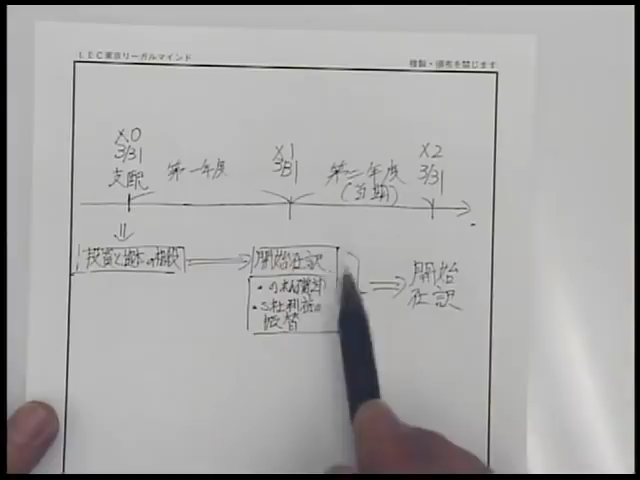 LEC東京リーガルマインド
複製・頒布を禁じます
X0
3/31
支配
第一年度
X1
3/31
第二年度
(当期)
X2
3/31
投資と資本の相殺
開始仕訳
・のれん償却
・S社利益の
振替
開始
仕訳